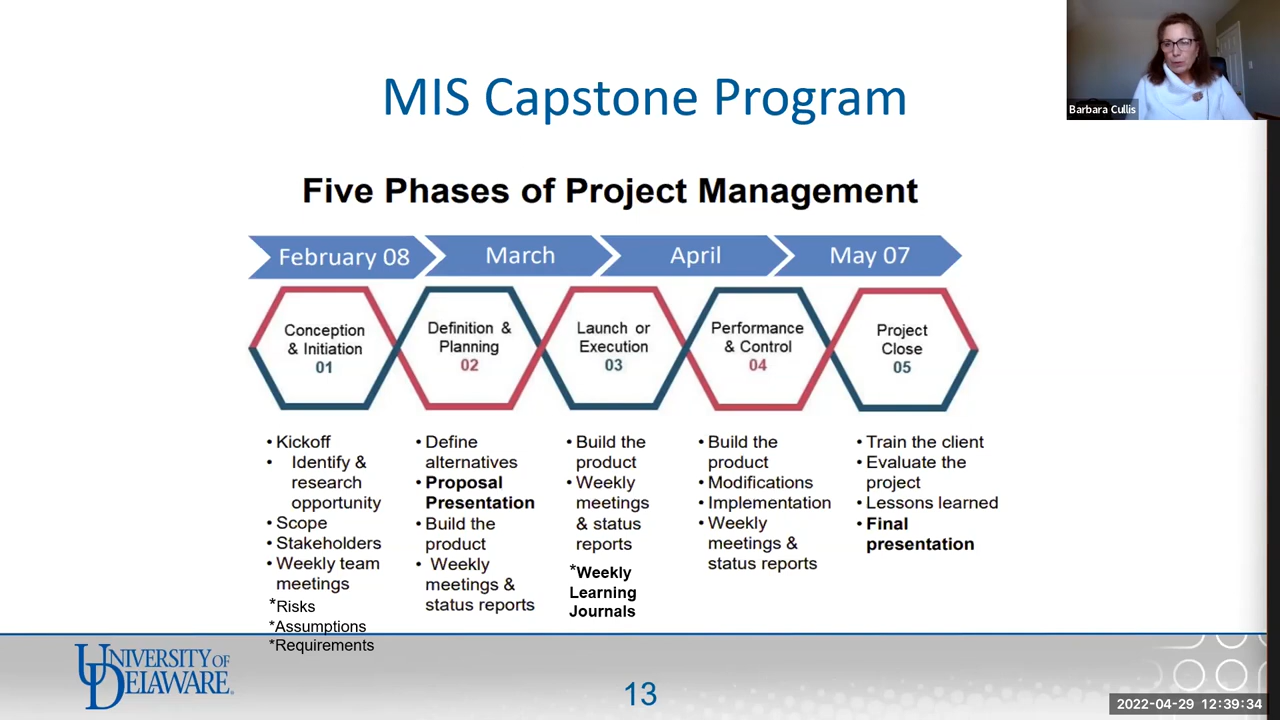 MIS Capstone Program
Barbara Cullis
Five Phases of Project Management
February 08
March
April
May 07
Conception
& Initiation
01
Definition &
Planning
02
Launch or
Execution
03
Performance
& Control
04
Project
Close
05
• Kickoff
• Identify &
research
opportunity
• Scope
• Stakeholders
• Weekly team
meetings
*Risks
*Assumptions
*Requirements
• Define
alternatives
• Proposal
Presentation
• Build the
product
• Weekly
meetings &
status reports
• Build the
product
• Weekly
meetings
& status
reports
*Weekly
Learning
Journals
• Build the
product
• Modifications
• Implementation
• Weekly
meetings &
status reports
• Train the client
• Evaluate the
project
• Lessons learned
• Final
presentation
UNIVERSITY OF
DELAWARE
13
2022-04-29 12:39:34